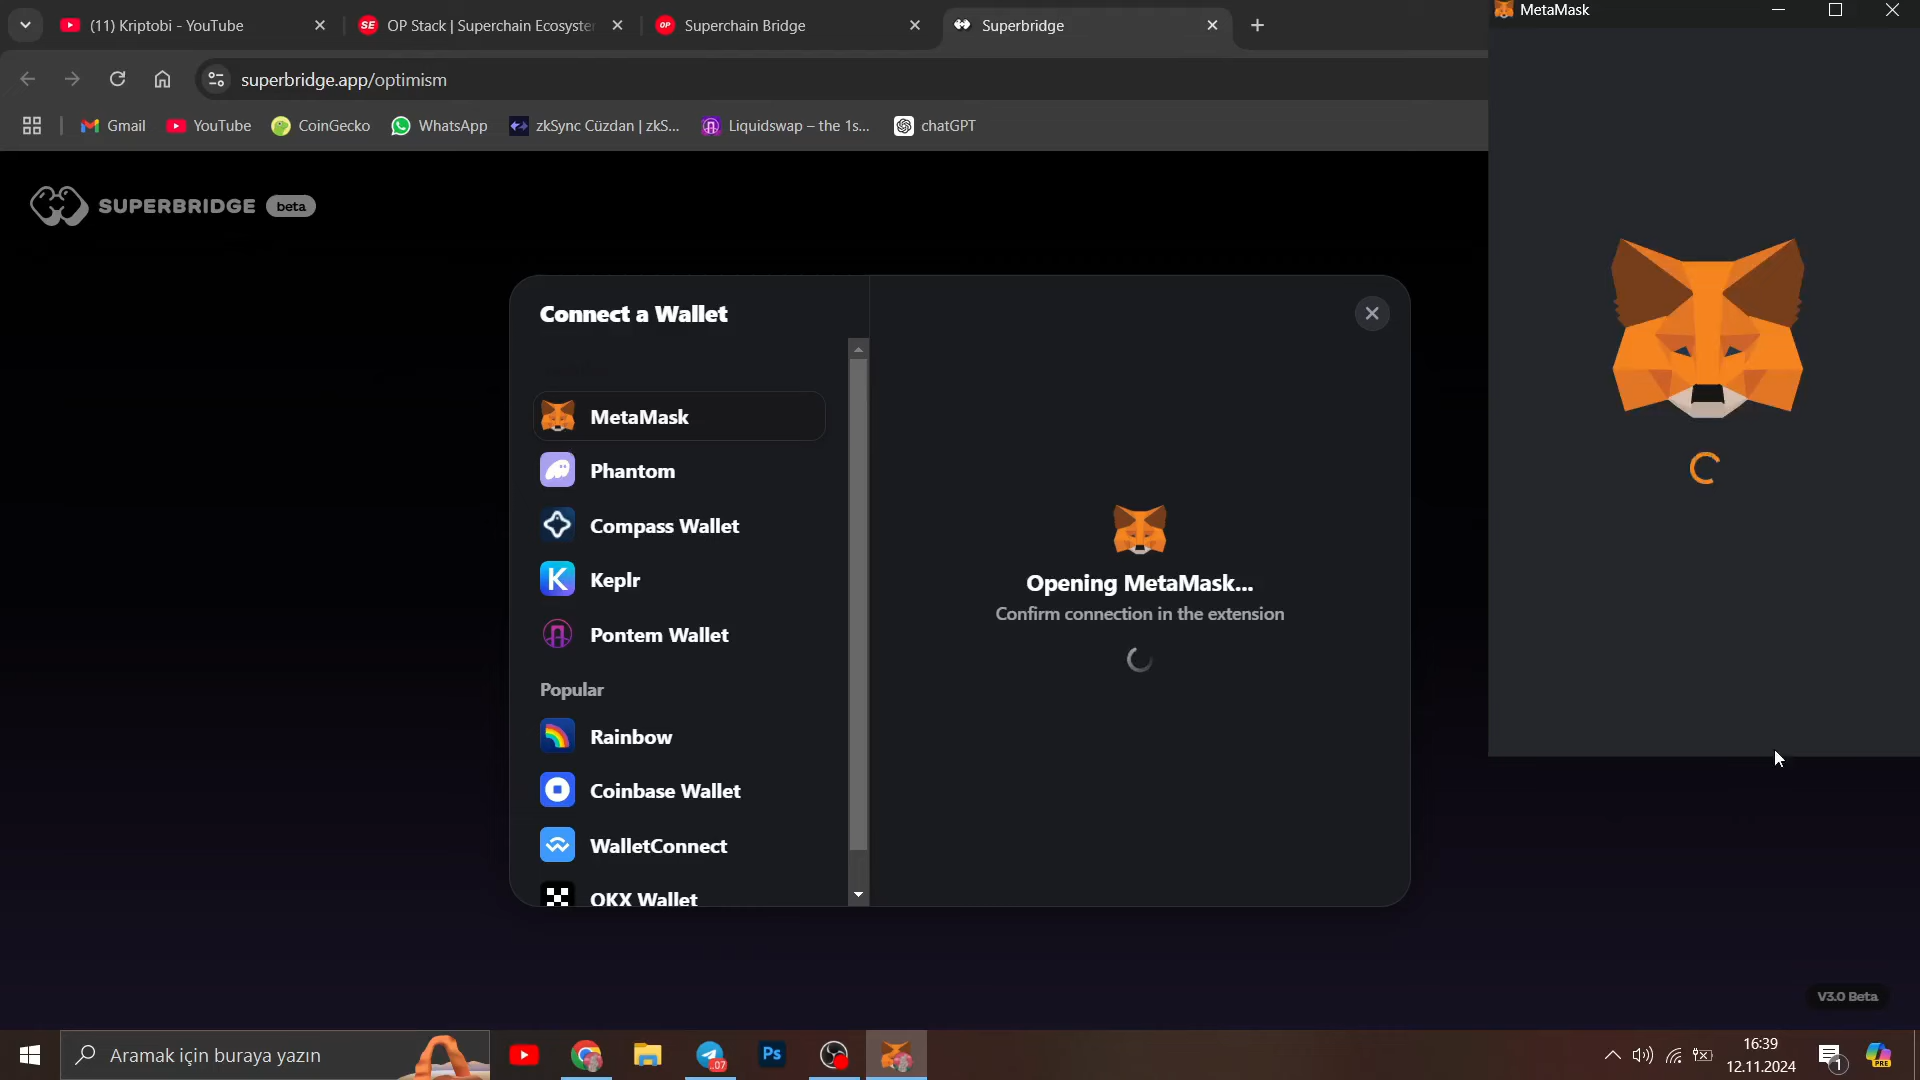 (11) Kriptobi - YouTube
OP Stack | Superchain Ecosyste
Superchain Bridge
Superbridge
MetaMask
superbridge.app/optimism
Gmail
YouTube
CoinGecko
WhatsApp
zkSync Cüzdan | zkS...
Liquidswap – the 1s...
chatGPT
SUPERBRIDGE beta
Connect a Wallet
MetaMask
Phantom
Compass Wallet
Keplr
Pontem Wallet
Popular
Rainbow
Coinbase Wallet
WalletConnect
OKX Wallet
Opening MetaMask...
Confirm connection in the extension
V3.0 Beta
Aramak için buraya yazın
16:39
12.11.2024